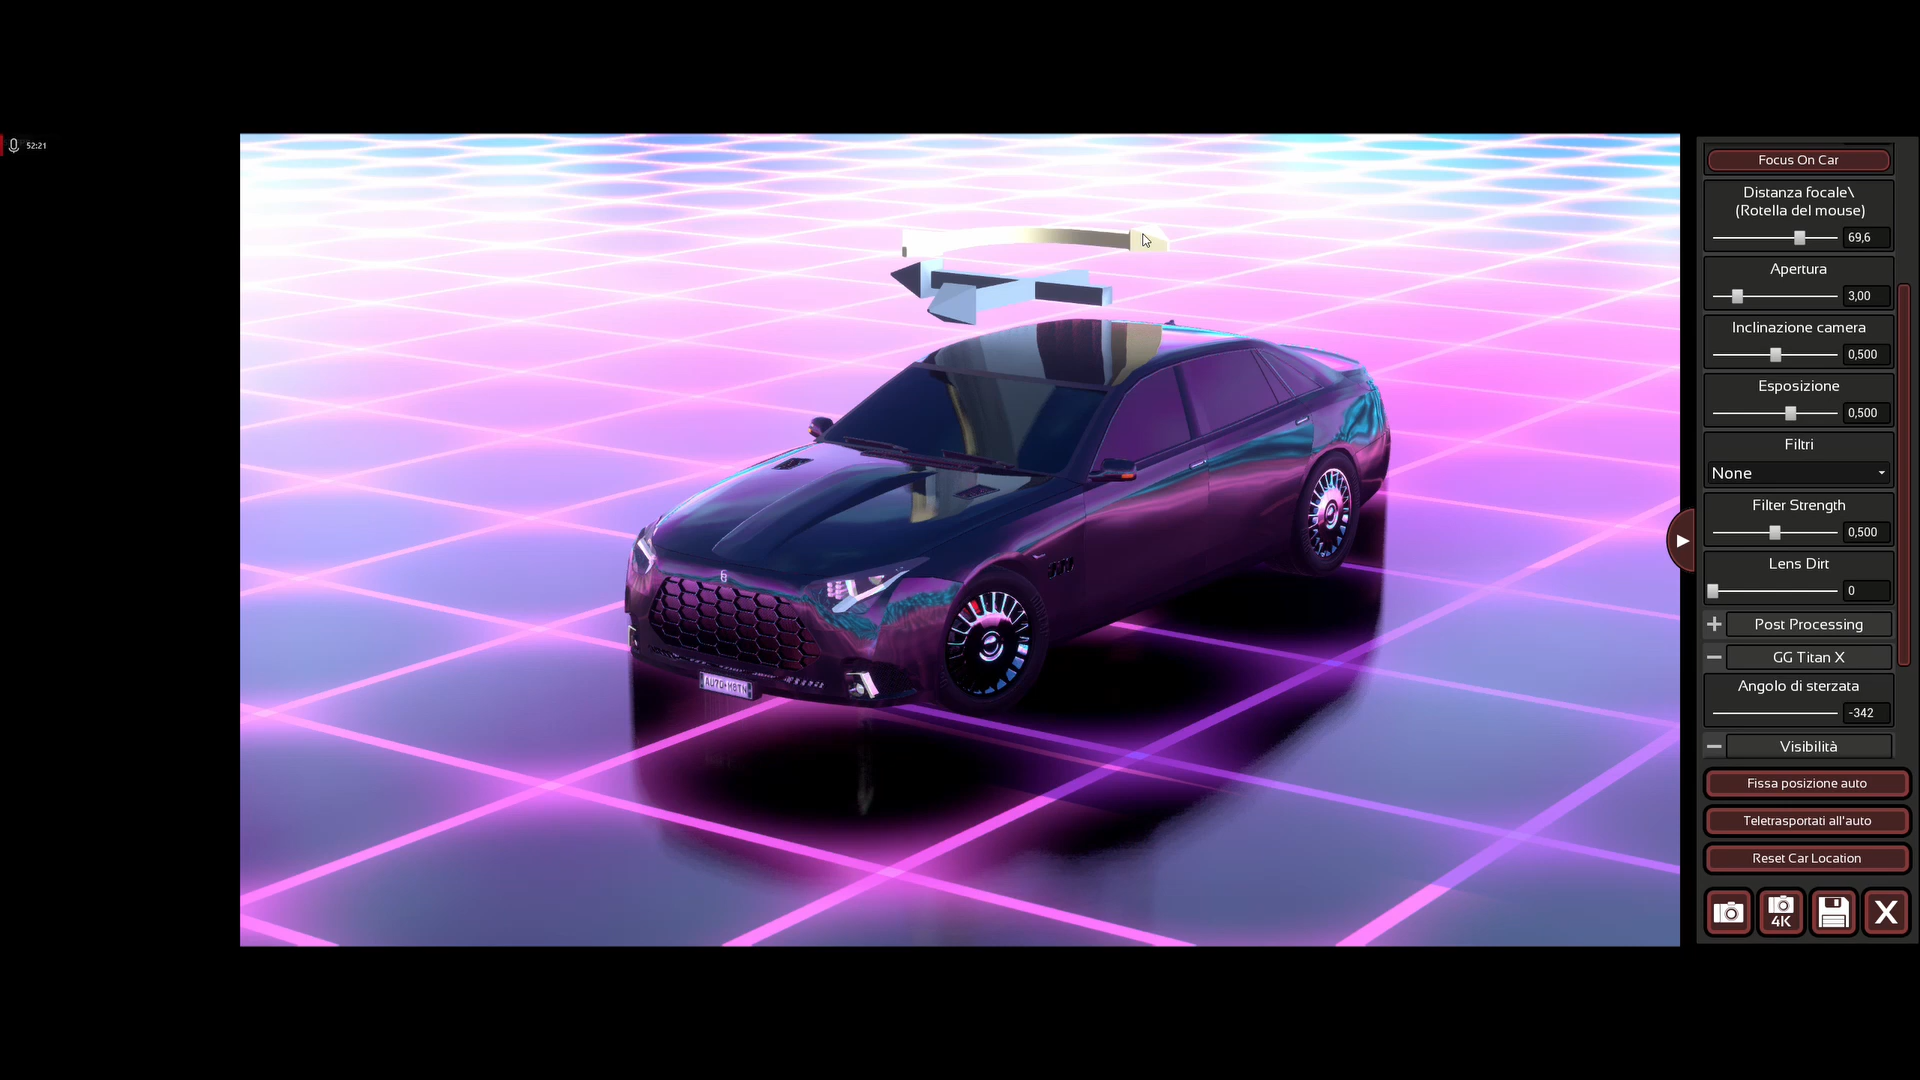 52:21
Focus On Car
Distanza focale\
(Rotella del mouse)
69,6
Apertura
3,00
Inclinazione camera
0,500
Esposizione
0,500
Filtri
None
Filter Strength
0,500
Lens Dirt
0
Post Processing
GG Titan X
Angolo di sterzata
-342
Visibilità
Fissa posizione auto
Teletrasportati all'auto
Reset Car Location
4K